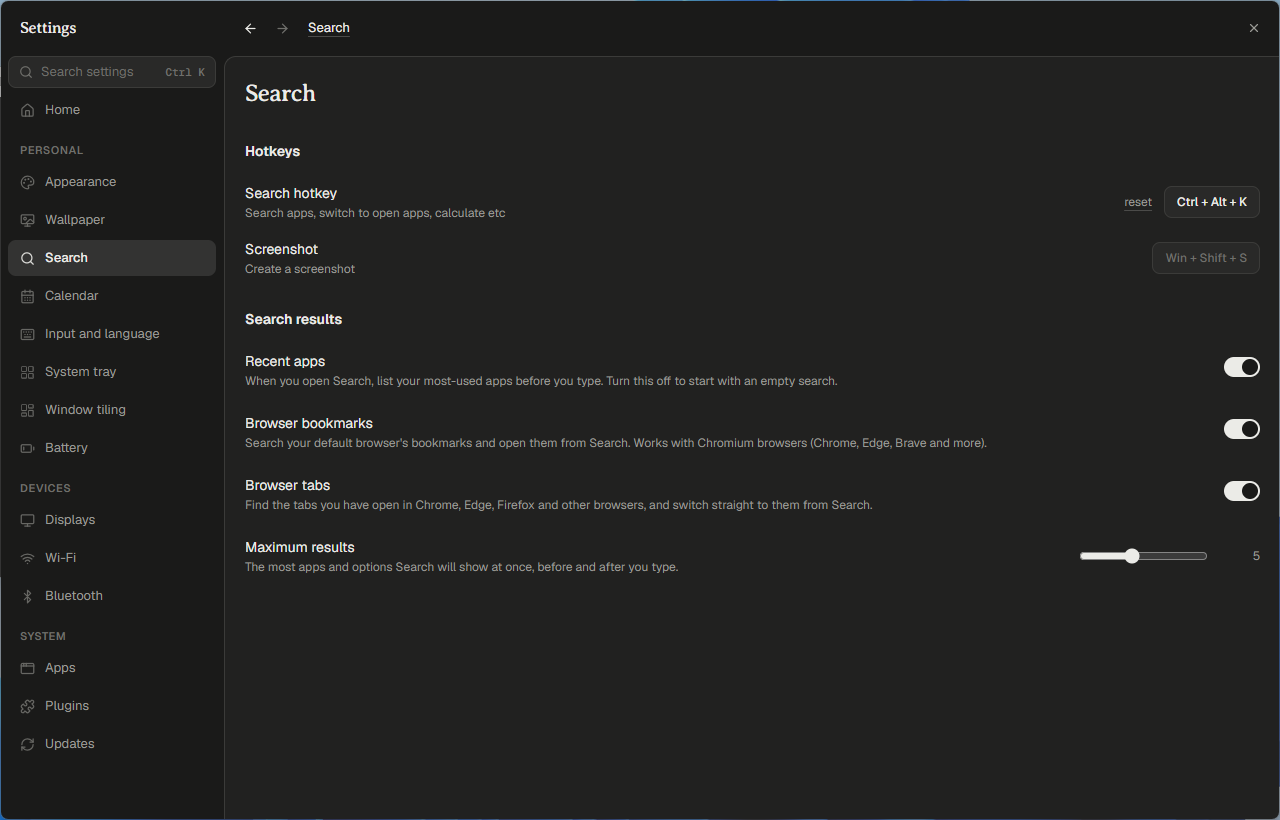 Settings
Search
Search settings Ctrl K
Home
PERSONAL
Appearance
Wallpaper
Search
Calendar
Input and language
System tray
Window tiling
Battery
DEVICES
Displays
Wi-Fi
Bluetooth
SYSTEM
Apps
Plugins
Updates
Search
Hotkeys
Search hotkey
Search apps, switch to open apps, calculate etc
reset Ctrl + Alt + K
Screenshot
Create a screenshot
Win + Shift + S
Search results
Recent apps
When you open Search, list your most-used apps before you type. Turn this off to start with an empty search.
Browser bookmarks
Search your default browser's bookmarks and open them from Search. Works with Chromium browsers (Chrome, Edge, Brave and more).
Browser tabs
Find the tabs you have open in Chrome, Edge, Firefox and other browsers, and switch straight to them from Search.
Maximum results
The most apps and options Search will show at once, before and after you type.
5